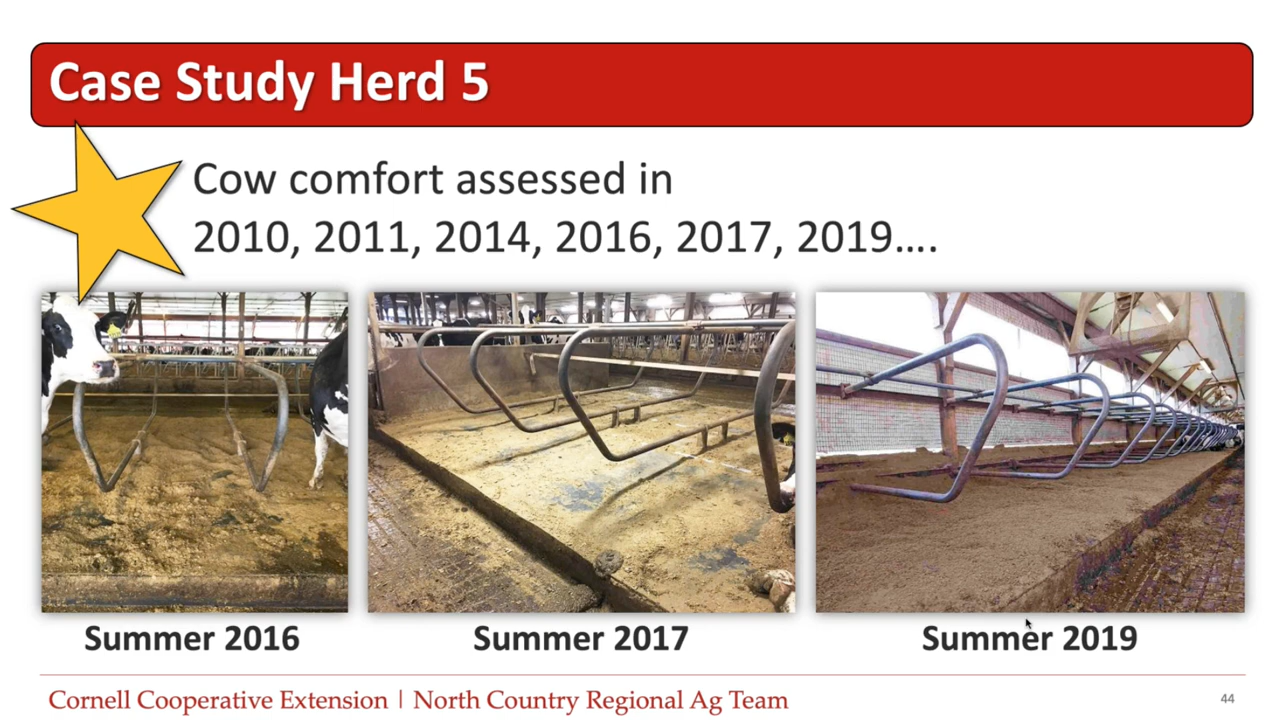 Case Study Herd 5
Cow comfort assessed in
2010, 2011, 2014, 2016, 2017, 2019....
Summer 2016
Summer 2017
Summer 2019
Cornell Cooperative Extension | North Country Regional Ag Team
44